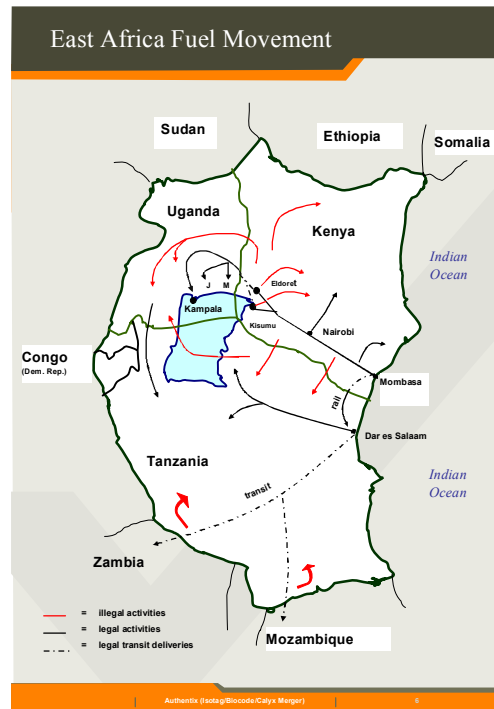 East Africa Fuel Movement
Sudan
Ethiopia
Somalia
Uganda
Kenya
Indian
Ocean
J M
Eldoret
Kampala
Kisumu
Nairobi
Congo
(Dem. Rep.)
Mombasa
rail
Dar es Salaam
Tanzania
Indian
Ocean
transit
Zambia
= illegal activities
= legal activities
= legal transit deliveries
Mozambique
Authentix (Isotag/Biocode/Calyx Merger) 6